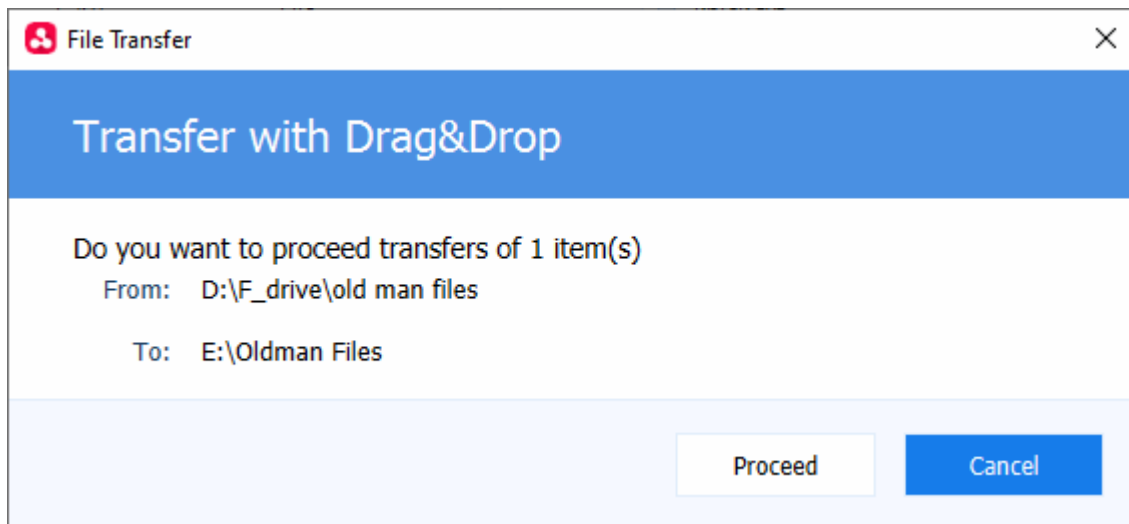 File Transfer
Transfer with Drag&Drop
Do you want to proceed transfers of 1 item(s)
From: D:\F_drive\old man files
To: E:\Oldman Files
Proceed Cancel